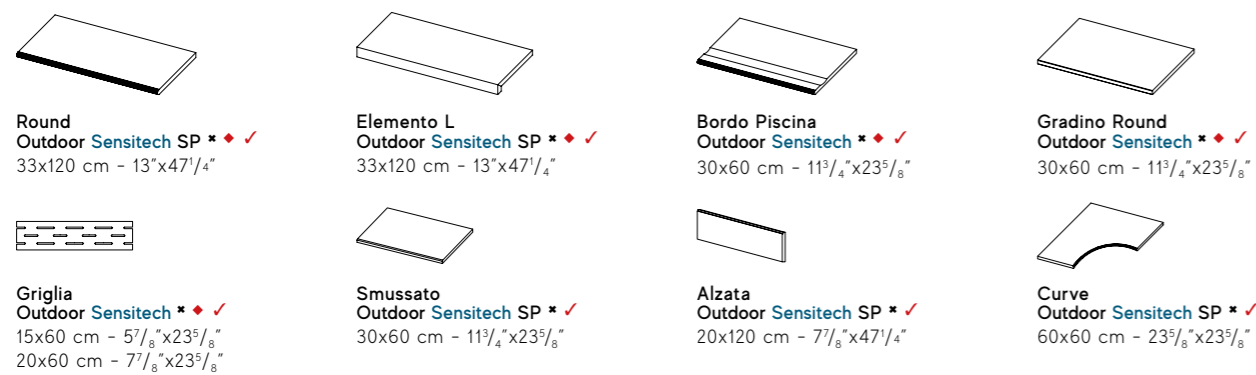 Round
Outdoor Sensitech SP ✖ ◆ ✓
33x120 cm - 13"x47¹/₄"
Elemento L
Outdoor Sensitech SP ✖ ◆ ✓
33x120 cm - 13"x47¹/₄"
Bordo Piscina
Outdoor Sensitech ✖ ◆ ✓
30x60 cm - 11³/₄"x23⁵/₈"
Gradino Round
Outdoor Sensitech ✖ ◆ ✓
30x60 cm - 11³/₄"x23⁵/₈"
Griglia
Outdoor Sensitech ✖ ◆ ✓
15x60 cm - 5⁷/₈"x23⁵/₈"
20x60 cm - 7⁷/₈"x23⁵/₈"
Smussato
Outdoor Sensitech SP ✖ ✓
30x60 cm - 11³/₄"x23⁵/₈"
Alzata
Outdoor Sensitech SP ✖ ✓
20x120 cm - 7⁷/₈"x47¹/₄"
Curve
Outdoor Sensitech SP ✖ ✓
60x60 cm - 23⁵/₈"x23⁵/₈"